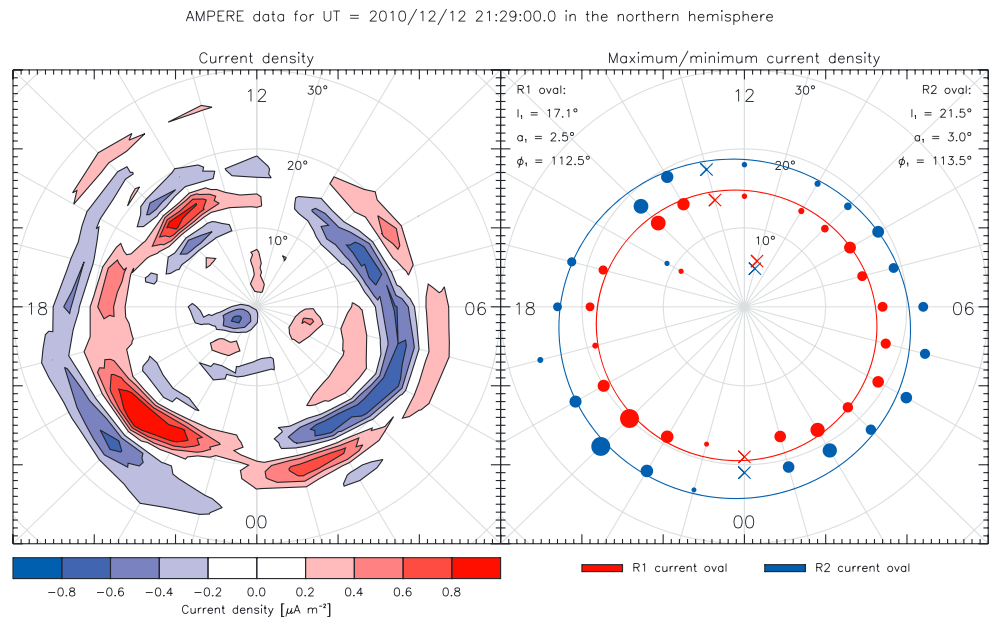 AMPERE data for UT = 2010/12/12 21:29:00.0 in the northern hemisphere
Current density
12
30°
20°
10°
18
06
00
−0.8 −0.6 −0.4 −0.2 0.0 0.2 0.4 0.6 0.8
Current density [μA m⁻²]
Maximum/minimum current density
R1 oval:
l₁ = 17.1°
a₁ = 2.5°
ϕ₁ = 112.5°
12
30°
R2 oval:
l₁ = 21.5°
a₁ = 3.0°
ϕ₁ = 113.5°
20°
10°
18
06
00
R1 current oval
R2 current oval